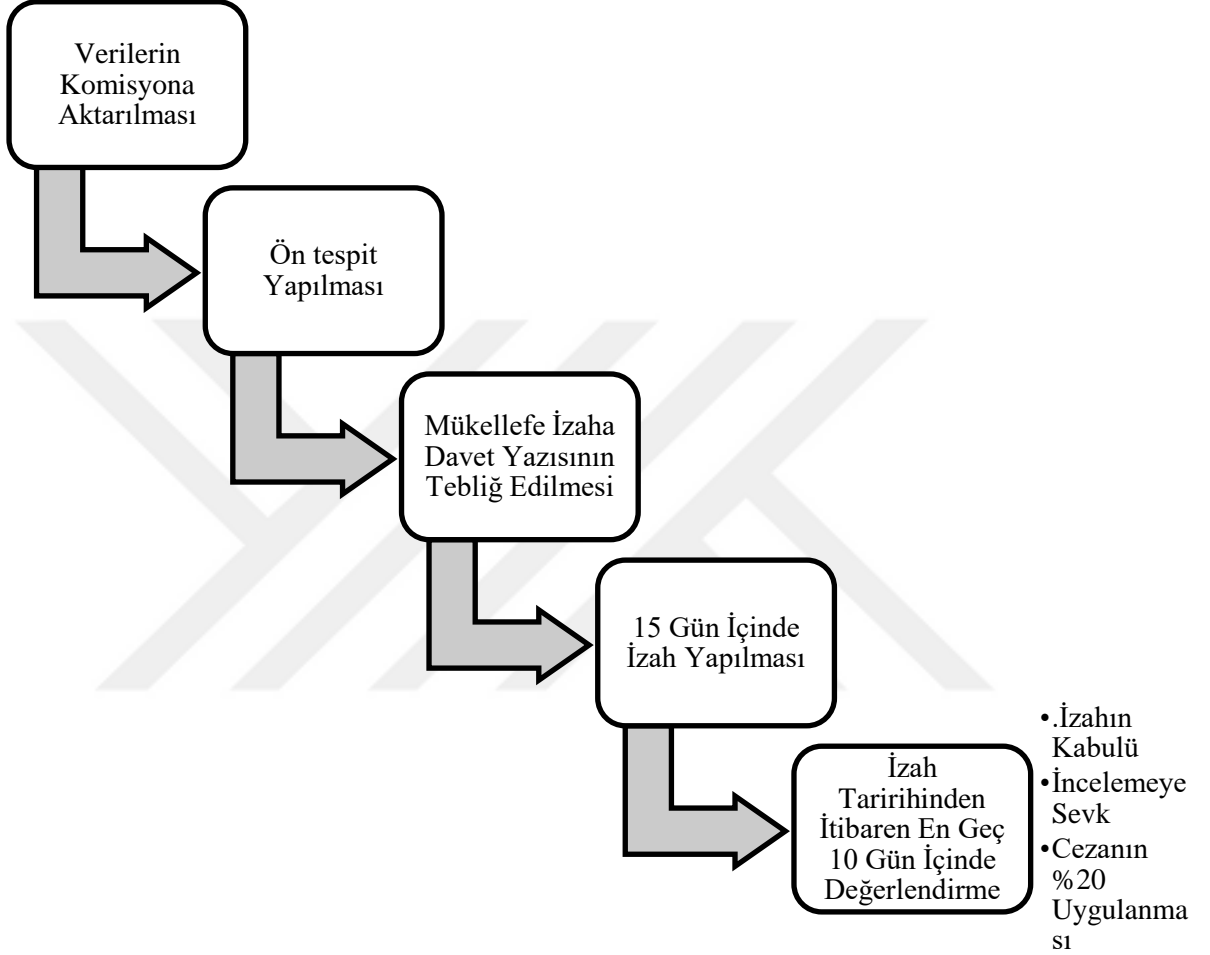 Verilerin
Komisyona
Aktarılması
Ön tespit
Yapılması
Mükellefe İzaha
Davet Yazısının
Tebliğ Edilmesi
15 Gün İçinde
İzah Yapılması
İzah
Taririhinden
İtibaren En Geç
10 Gün İçinde
Değerlendirme
•.İzahın
Kabulü
•İncelemeye
Sevk
•Cezanın
%20
Uygulanma
sı